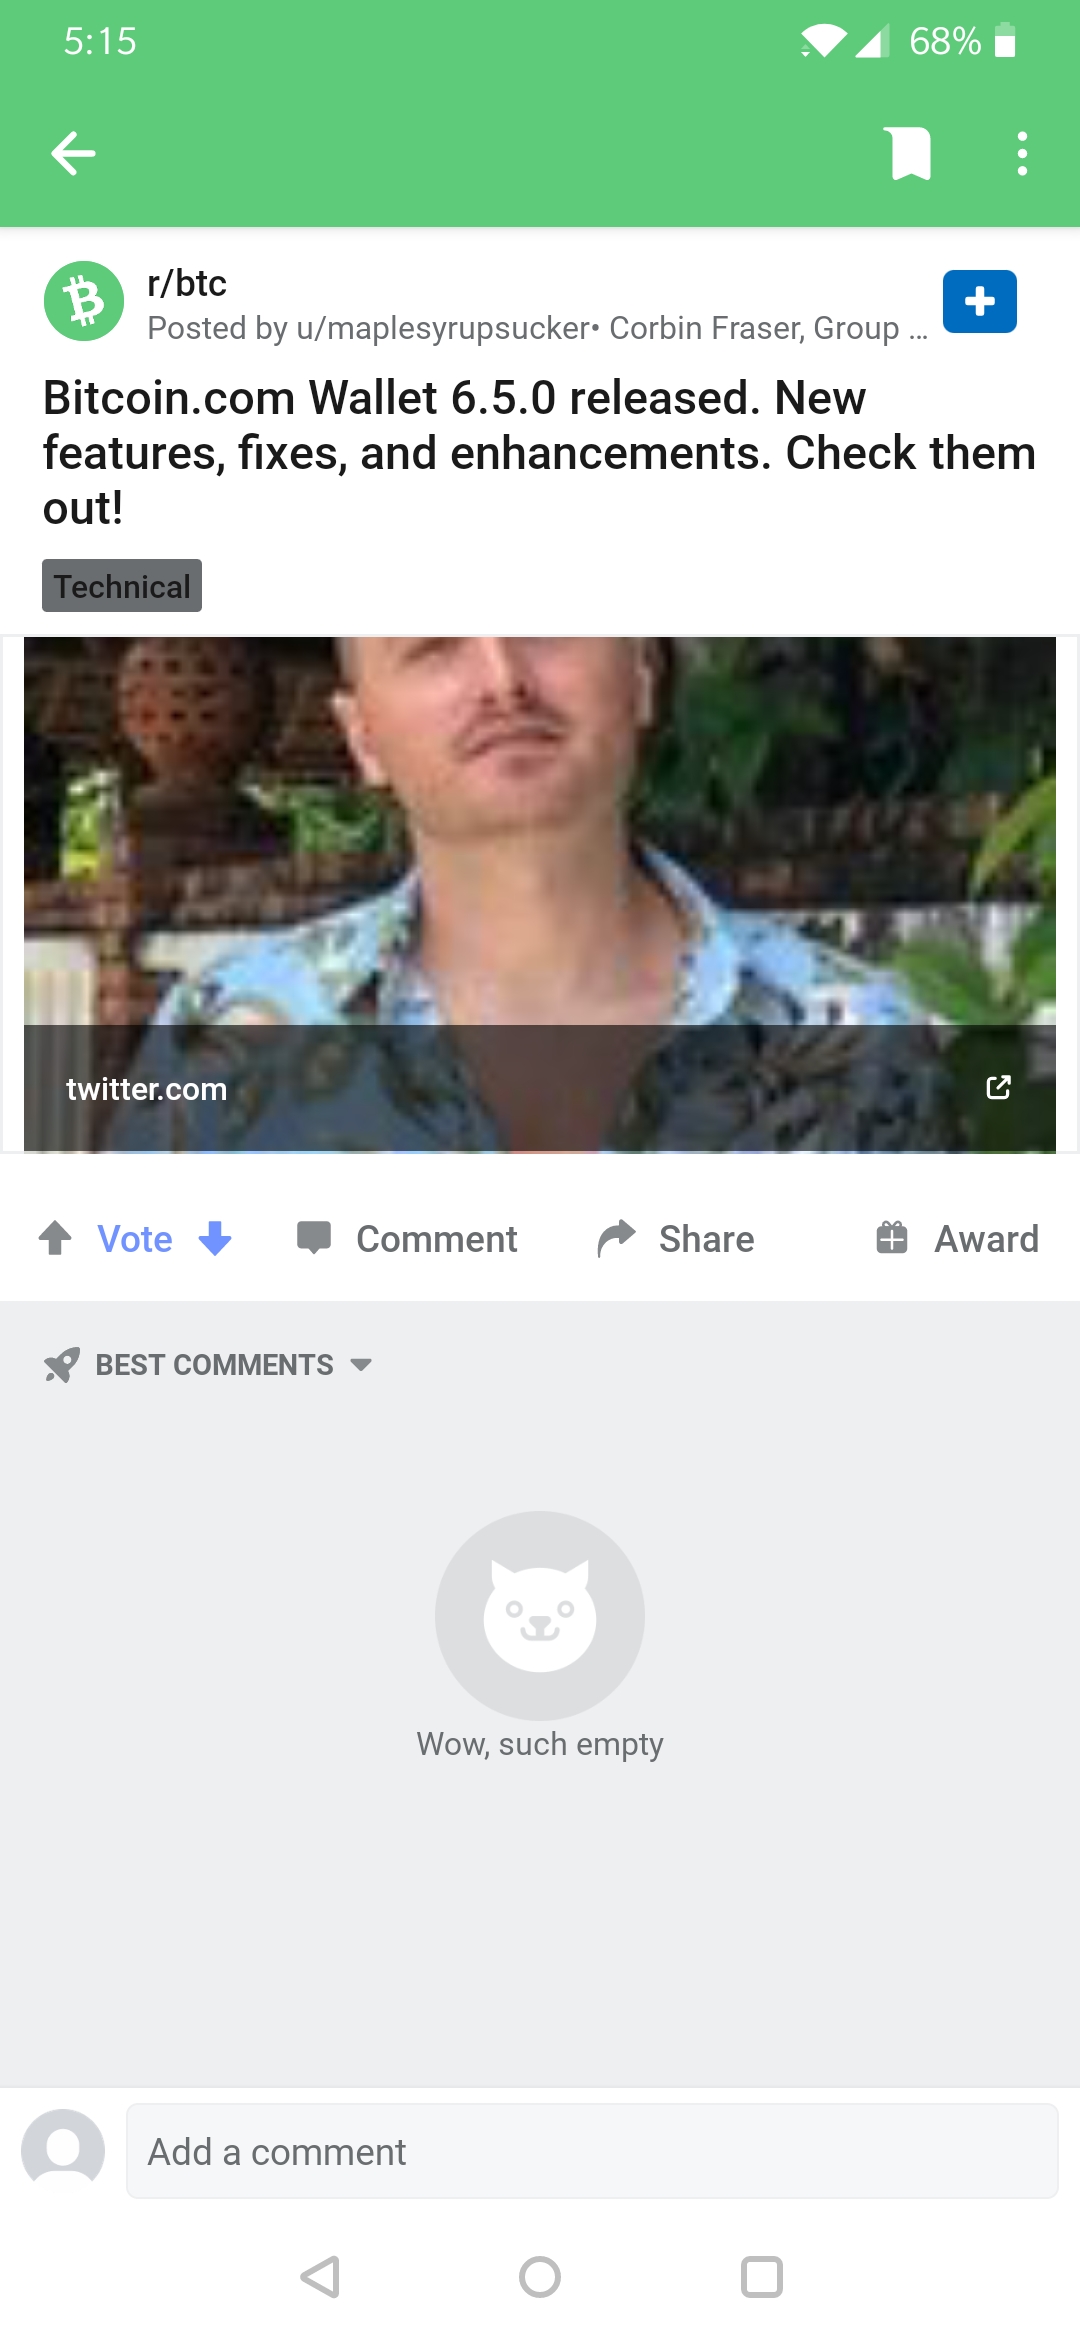 5:15
68%
r/btc
Posted by u/maplesyrupsucker• Corbin Fraser, Group ...
Bitcoin.com Wallet 6.5.0 released. New
features, fixes, and enhancements. Check them
out!
Technical
twitter.com
Vote Comment Share Award
BEST COMMENTS
Wow, such empty
Add a comment